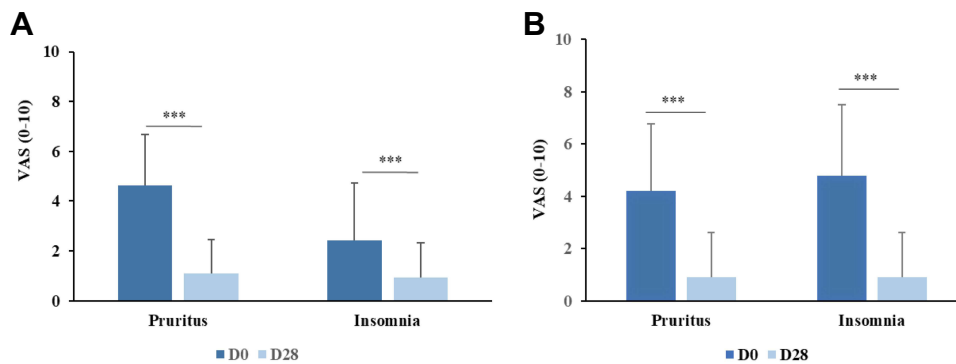 A
VAS (0-10)
10
8
6
4
2
0
***
***
Pruritus
Insomnia
D0
D28
B
VAS (0-10)
10
8
6
4
2
0
***
***
Pruritus
Insomnia
D0
D28